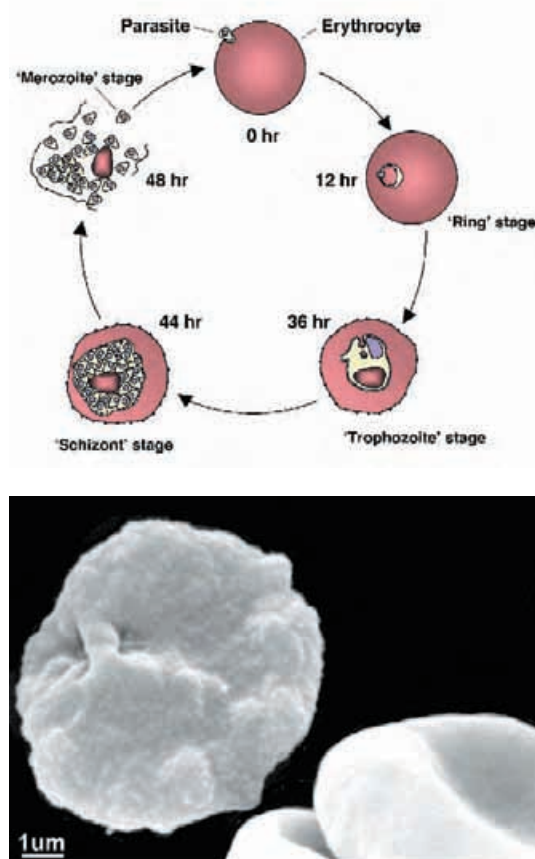 Parasite
Erythrocyte
'Merozoite' stage
0 hr
48 hr
12 hr
'Ring' stage
44 hr
36 hr
'Trophozoite' stage
'Schizont' stage
1um